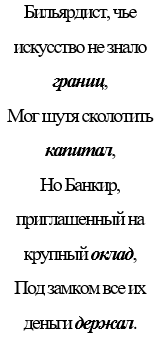 Бильярдист, чье
искусство не знало
границ,
Мог шутя сколотить
капитал,
Но Банкир,
приглашенный на
крупный оклад,
Под замком все их
деньги держал.